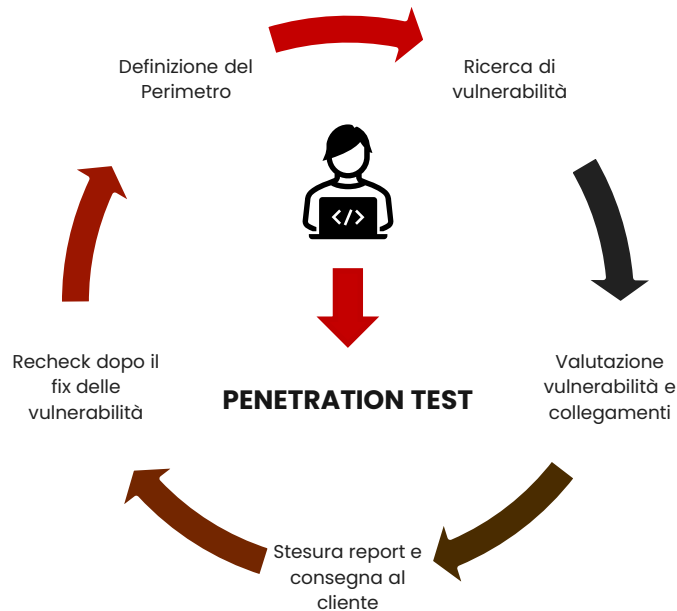 Definizione del
Perimetro
Ricerca di
vulnerabilità
</>
Recheck dopo il
fix delle
vulnerabilità
PENETRATION TEST
Valutazione
vulnerabilità e
collegamenti
Stesura report e
consegna al
cliente